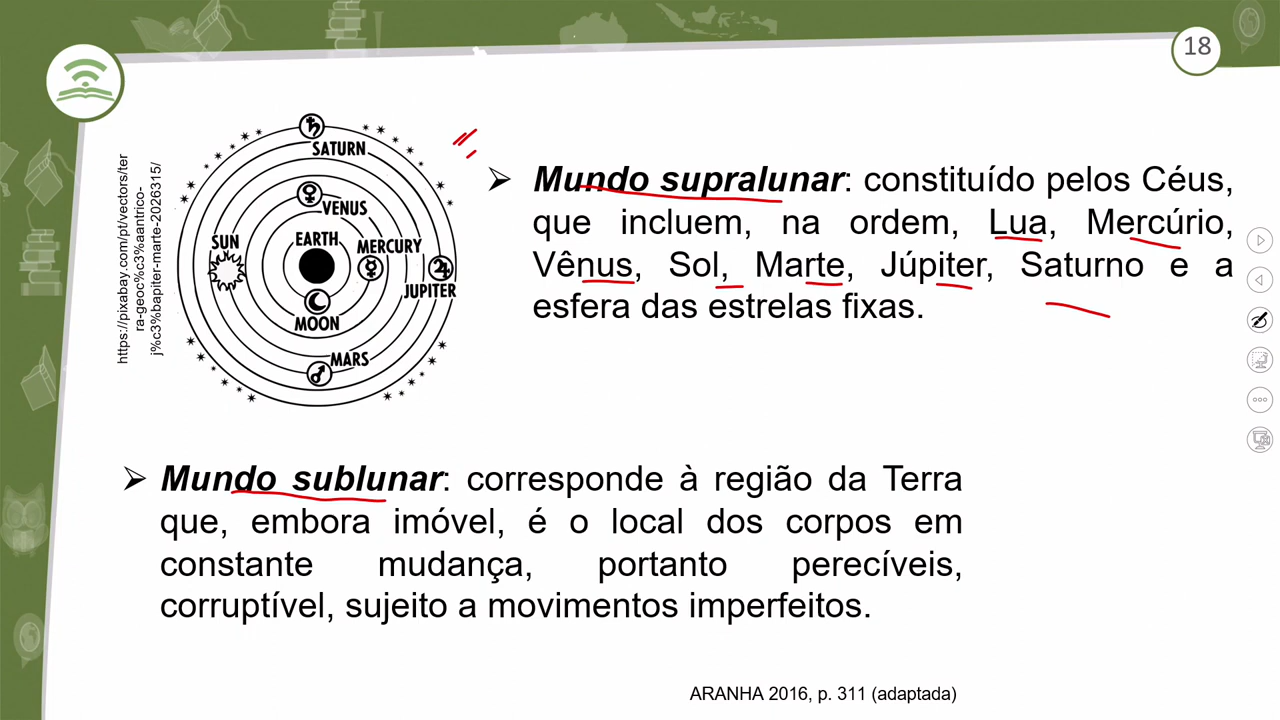 18
https://pixabay.com/pt/vectors/ter
ra-geoc%c3%aantrico-
j%c3%bapiter-marte-2026315/
SATURN
VENUS
SUN
EARTH
MERCURY
JUPITER
MOON
MARS
➢ Mundo supralunar: constituído pelos Céus,
que incluem, na ordem, Lua, Mercúrio,
Vênus, Sol, Marte, Júpiter, Saturno e a
esfera das estrelas fixas.
➢ Mundo sublunar: corresponde à região da Terra
que, embora imóvel, é o local dos corpos em
constante mudança, portanto perecíveis,
corruptível, sujeito a movimentos imperfeitos.
ARANHA 2016, p. 311 (adaptada)